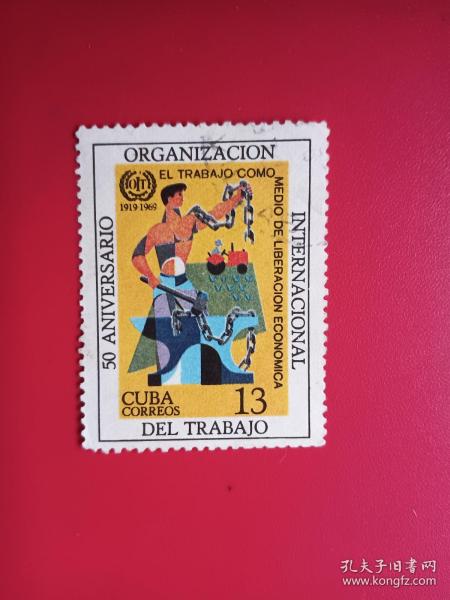 50 ANIVERSARIO
ORGANIZACION
INTERNACIONAL
DEL TRABAJO
OIT
1919-1969
EL TRABAJO COMO
MEDIO DE LIBERACION ECONOMICA
CUBA
CORREOS
13
孔夫子旧书网
www.kongfz.com